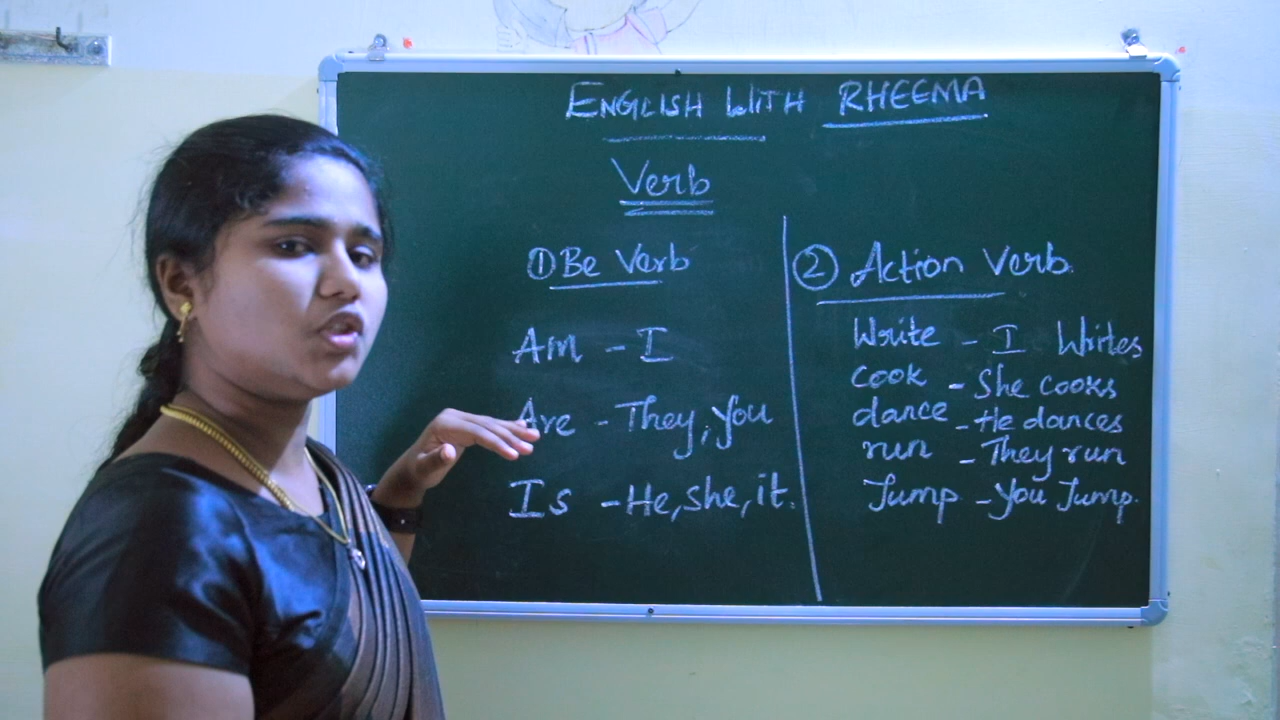 ENGLISH WITH RHEEMA
Verb
① Be Verb
Am - I
Are - They, you
Is - He, she, it.
② Action Verb.
Write - I Writes
Cook - She cooks
dance - He dances
run - They run
Jump - You Jump.